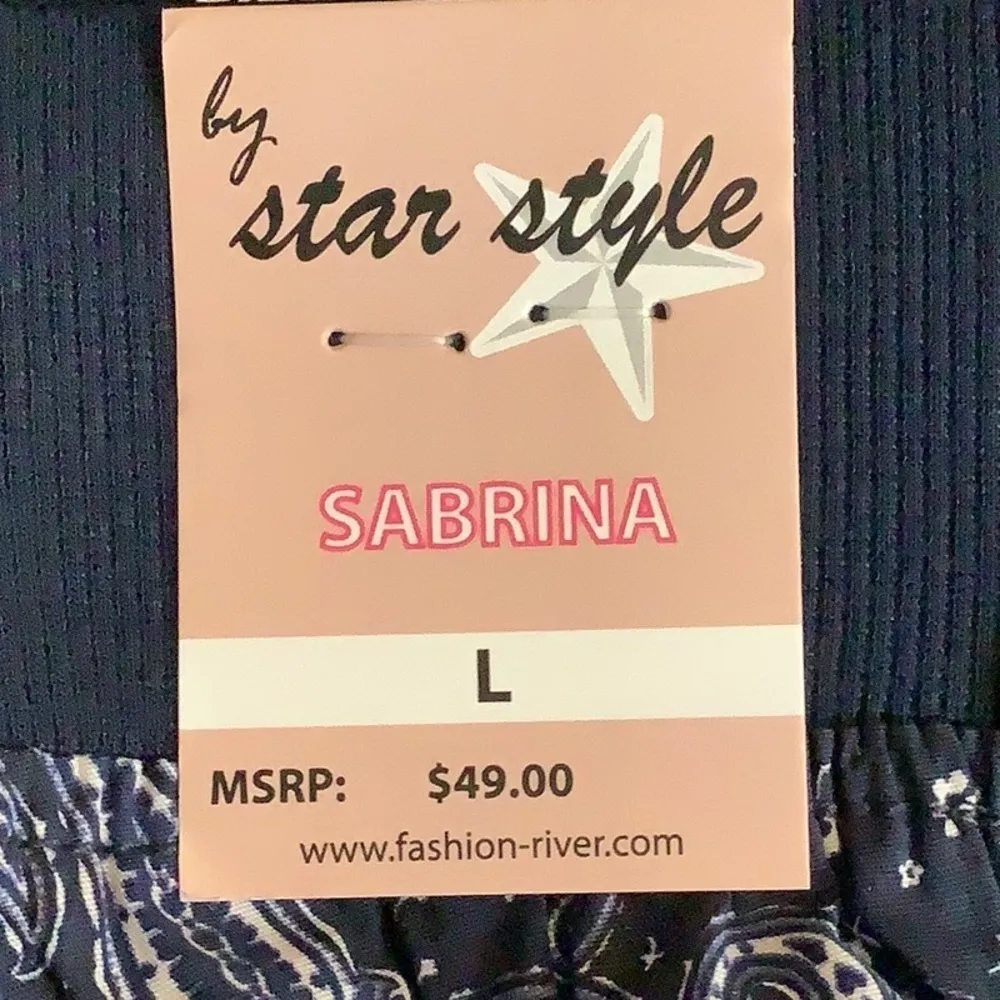 by
star style
SABRINA
L
MSRP: $49.00
www.fashion-river.com